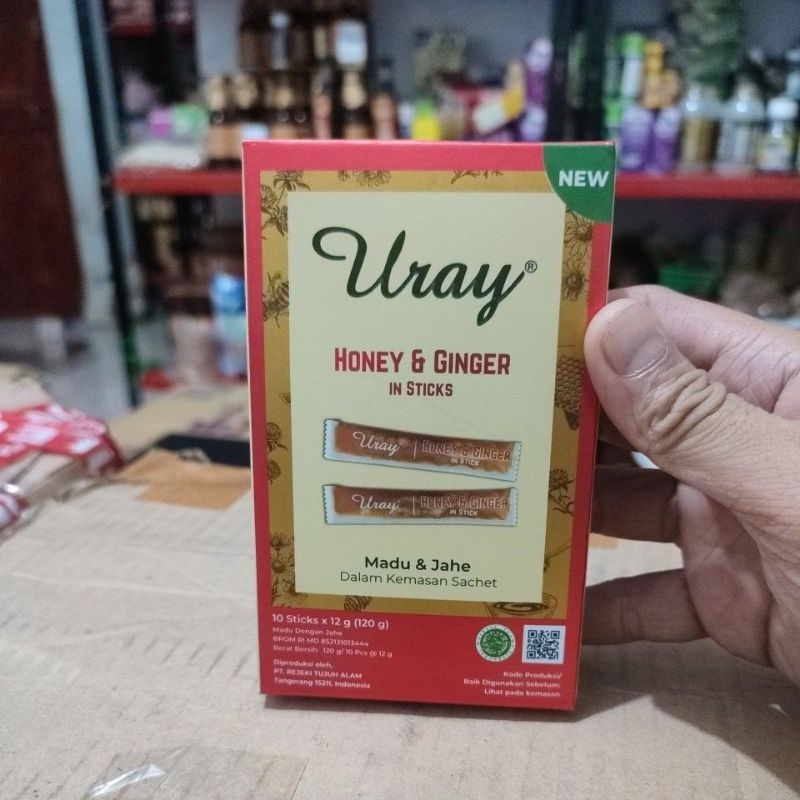 NEW
Uray®
HONEY & GINGER
IN STICKS
Uray | HONEY & GINGER
IN STICK
Uray | HONEY & GINGER
IN STICK
Madu & Jahe
Dalam Kemasan Sachet
10 Sticks x 12 g (120 g)
Madu Dengan Jahe
BPOM RI MD 852131013444
Berat Bersih: 120 g/ 10 Pcs @ 12 g
Diproduksi oleh,
PT. REJEKI TUJUH ALAM
Tangerang 15211, Indonesia
Kode Produksi/
Baik Digunakan Sebelum:
Lihat pada kemasan